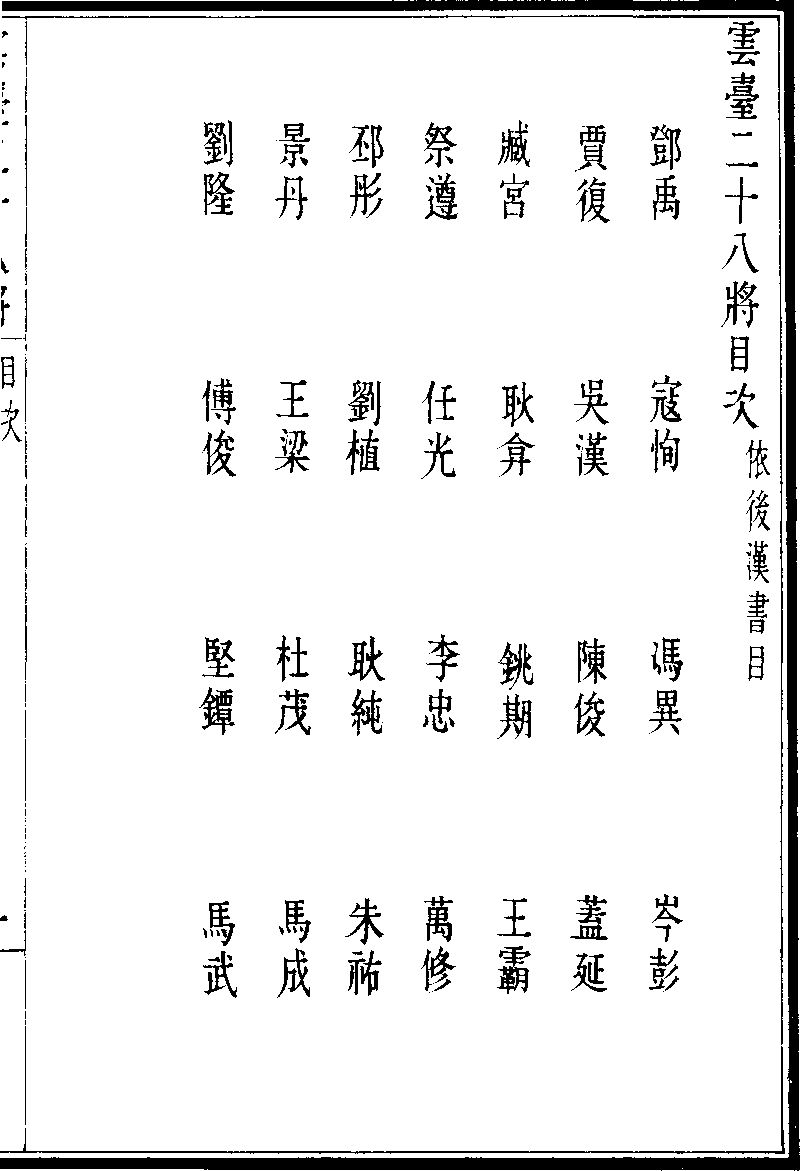 雲臺二十八將目次 依後漢書目
鄧禹 寇恂 馮異 岑彭
賈復 吳漢 陳俊 蓋延
臧宮 耿弇 銚期 王霸
祭遵 任光 李忠 萬修
邳彤 劉植 耿純 朱祐
景丹 王梁 杜茂 馬成
劉隆 傅俊 堅鐔 馬武
目次